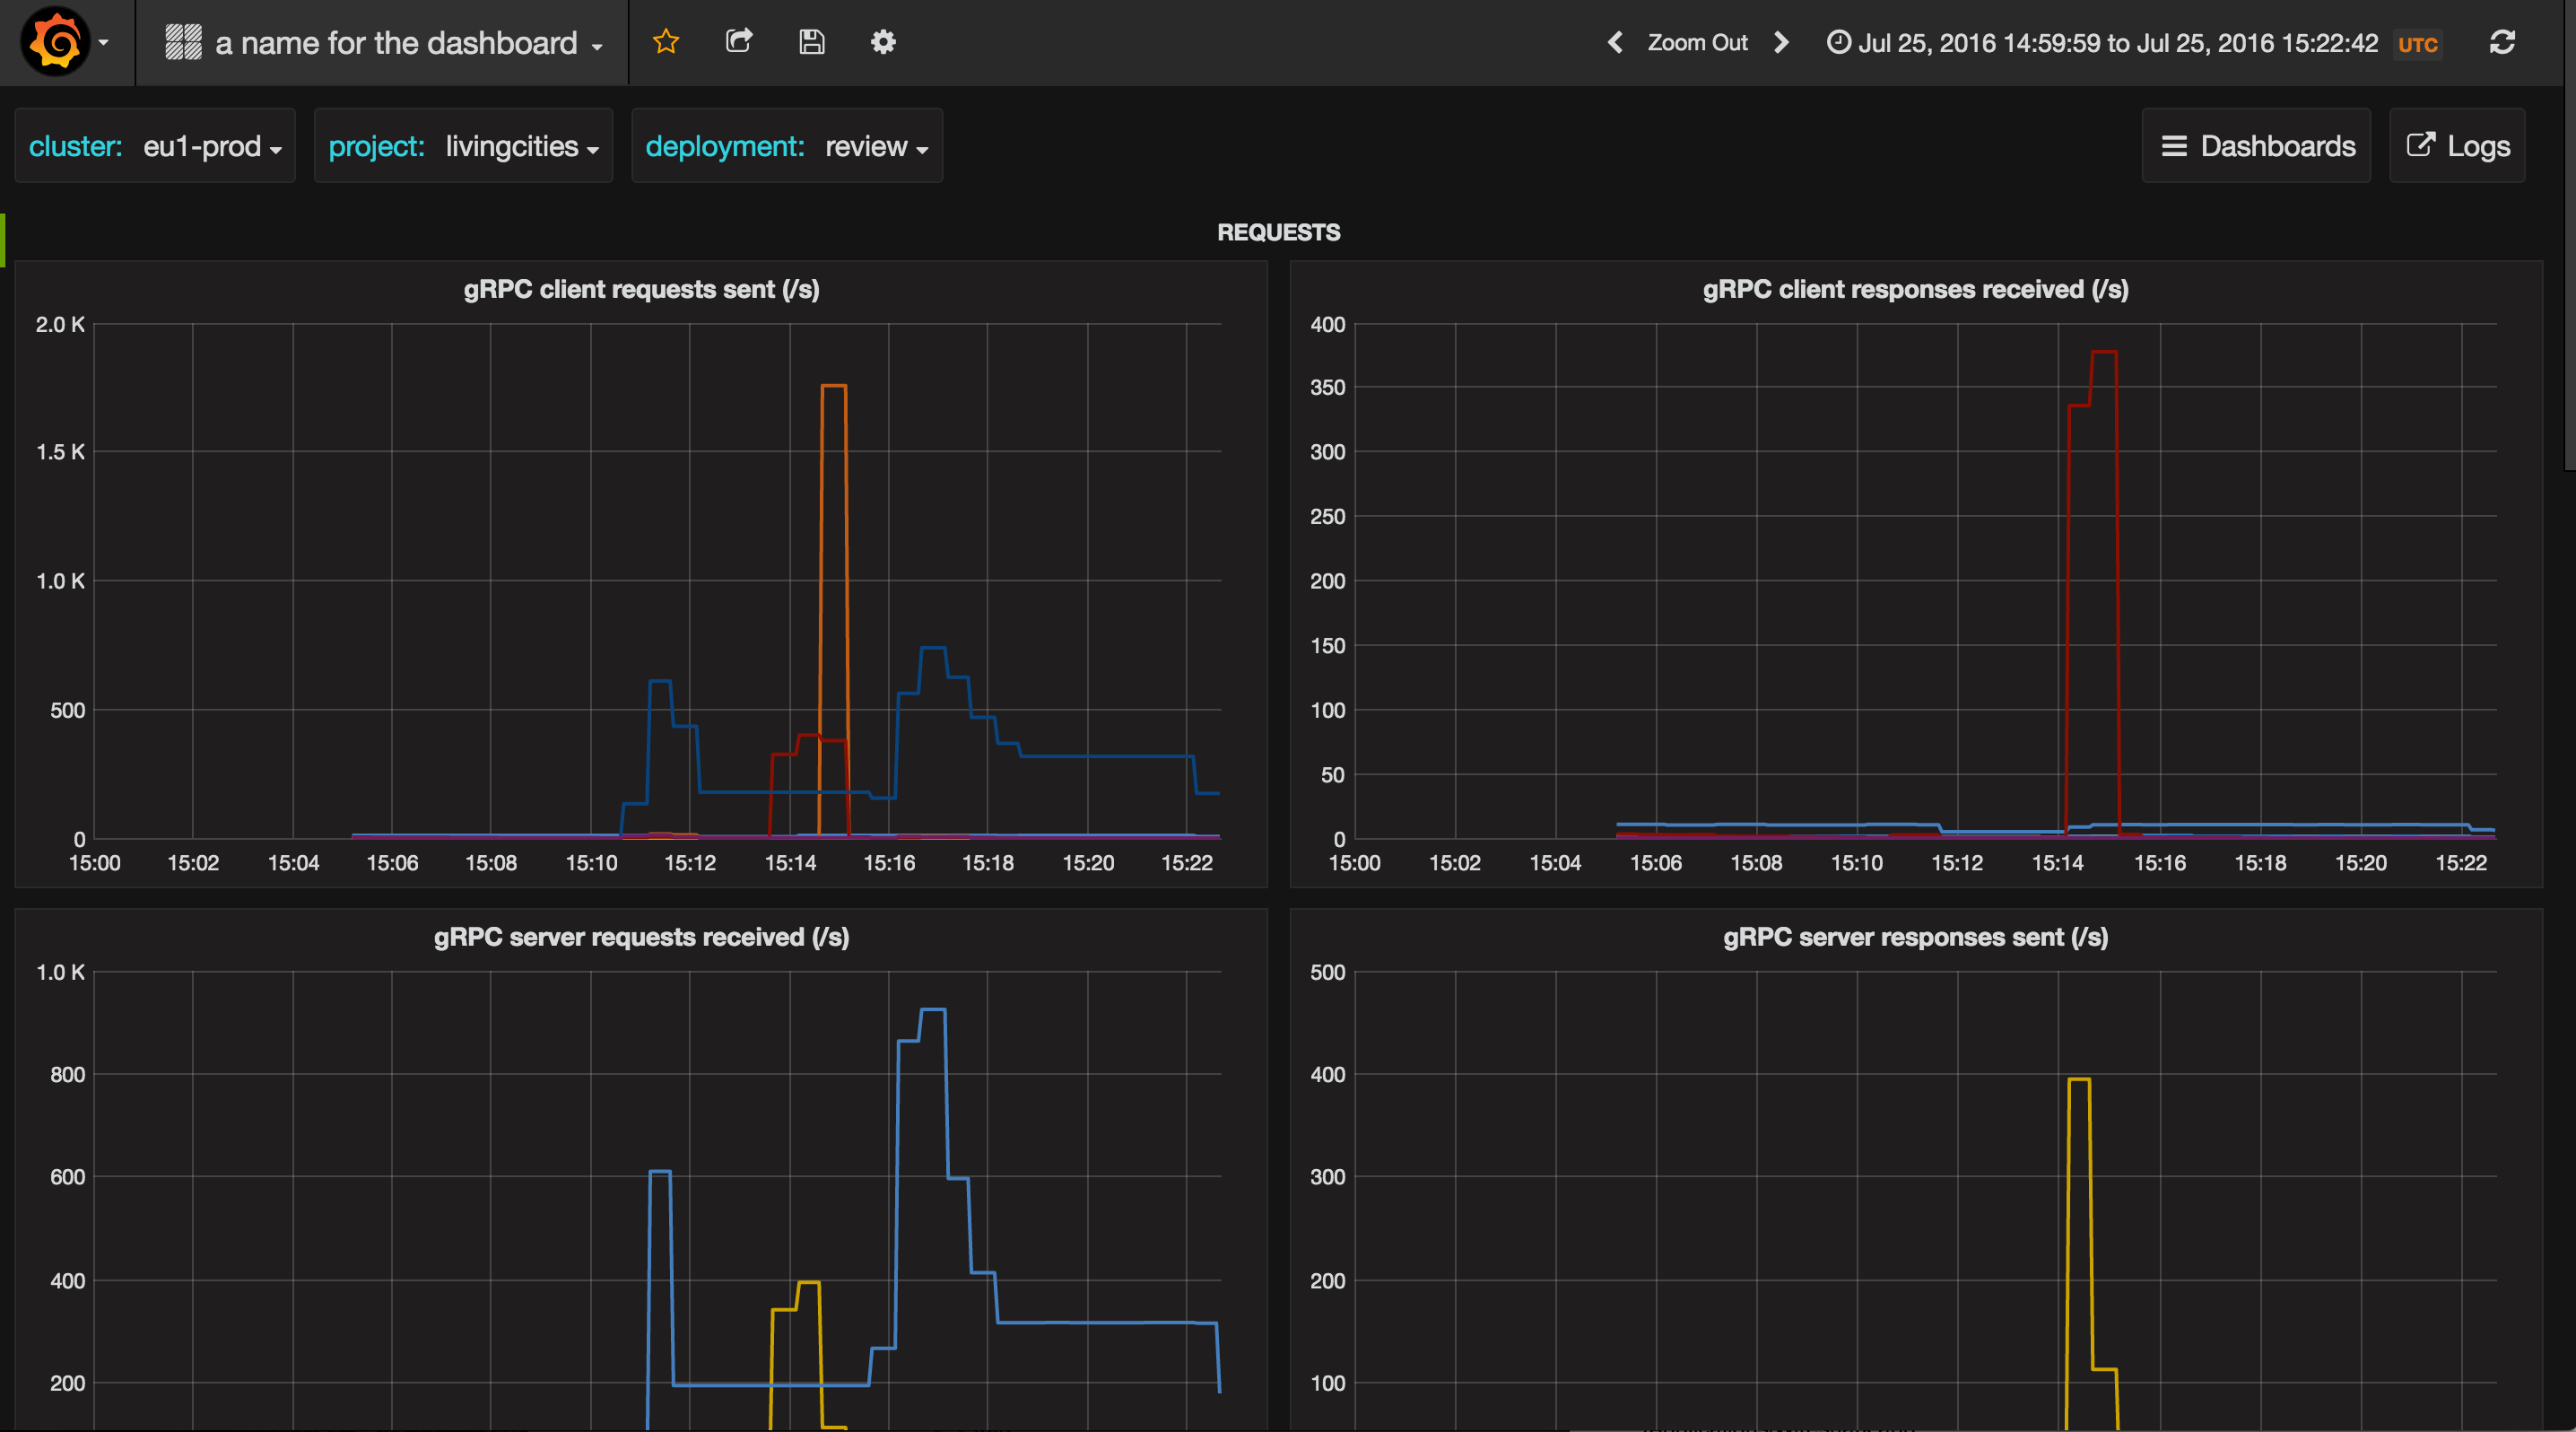 a name for the dashboard
Zoom Out
Jul 25, 2016 14:59:59 to Jul 25, 2016 15:22:42 UTC
cluster: eu1-prod
project: livingcities
deployment: review
Dashboards
Logs
REQUESTS
gRPC client requests sent (/s)
2.0 K
1.5 K
1.0 K
500
0
15:00 15:02 15:04 15:06 15:08 15:10 15:12 15:14 15:16 15:18 15:20 15:22
gRPC client responses received (/s)
400
350
300
250
200
150
100
50
0
15:00 15:02 15:04 15:06 15:08 15:10 15:12 15:14 15:16 15:18 15:20 15:22
gRPC server requests received (/s)
1.0 K
800
600
400
200
gRPC server responses sent (/s)
500
400
300
200
100